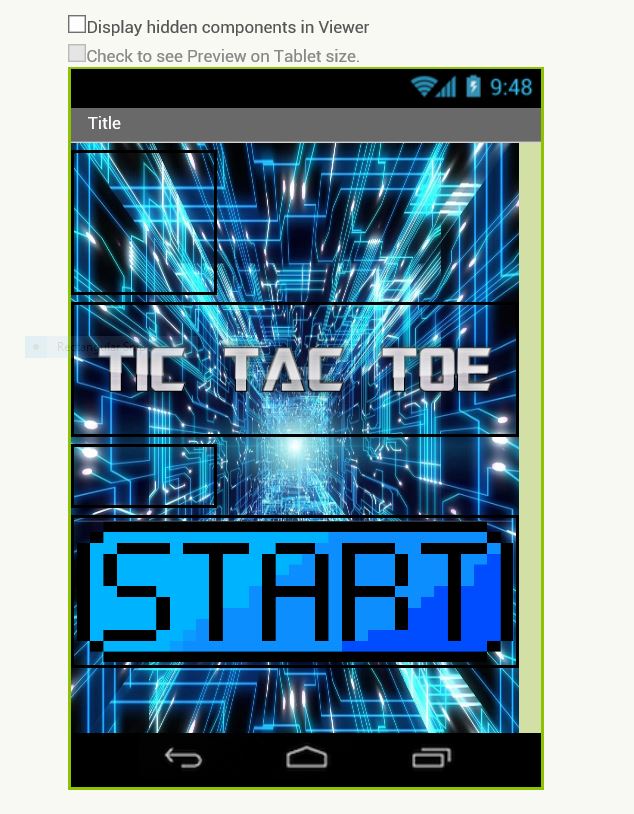 Display hidden components in Viewer
Check to see Preview on Tablet size.
9:48
Title
TIC TAC TOE
START